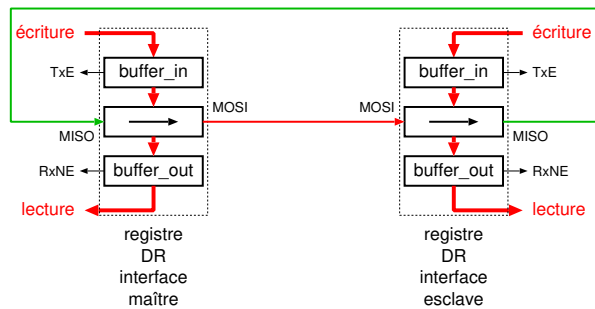 écriture
écriture
TxE
buffer_in
buffer_in
TxE
MOSI
MOSI
MISO
MISO
RxNE
buffer_out
buffer_out
RxNE
lecture
lecture
registre
DR
interface
maître
registre
DR
interface
esclave